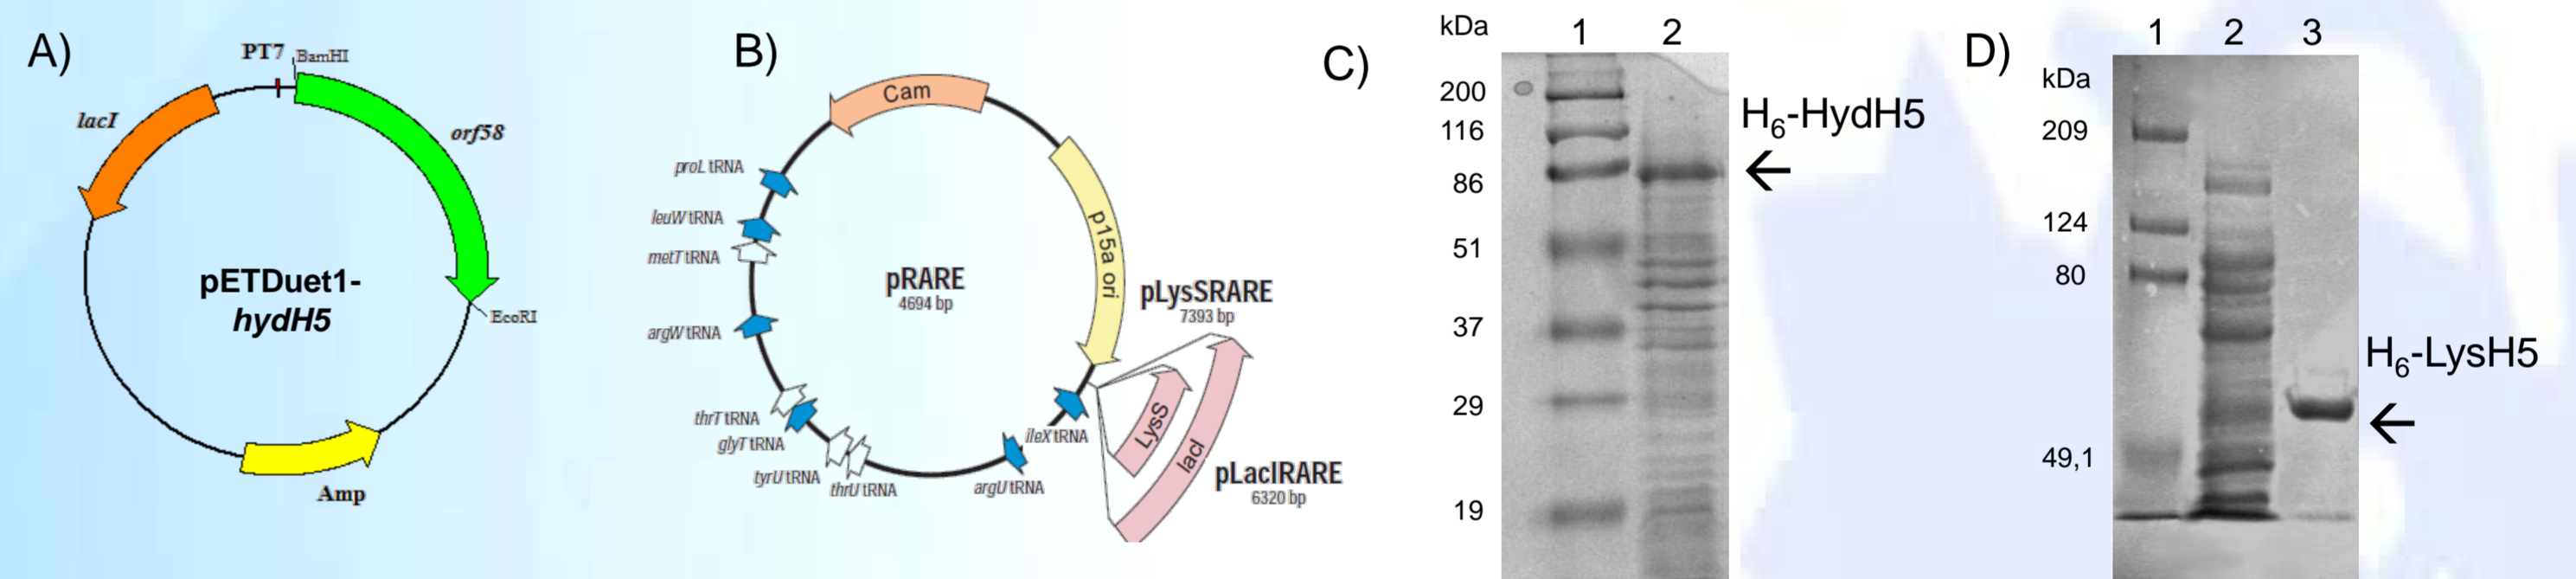 A)
PT7
BamHI
lacI
orf58
pETDuet1-
hydH5
EcoRI
Amp
B)
Cam
proL tRNA
leuW tRNA
metT tRNA
p15a ori
pRARE
4694 bp
argW tRNA
thrT tRNA
glyT tRNA
tyrU tRNA
thrU tRNA
argU tRNA
ileX tRNA
pLysSRARE
7393 bp
LysS
lacI
pLacIRARE
6320 bp
C)
kDa
1 2
200
116
86
51
37
29
19
H6-HydH5
←
D)
1 2 3
kDa
209
124
80
49,1
H6-LysH5
←